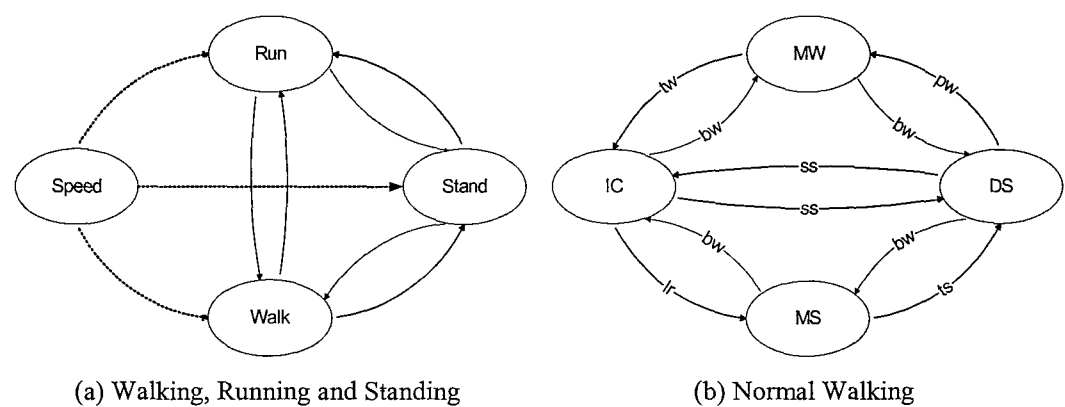 Run
Speed
Stand
Walk
(a) Walking, Running and Standing
MW
tw
pw
bw
bw
ss
IC
DS
ss
bw
bw
lr
ts
MS
(b) Normal Walking